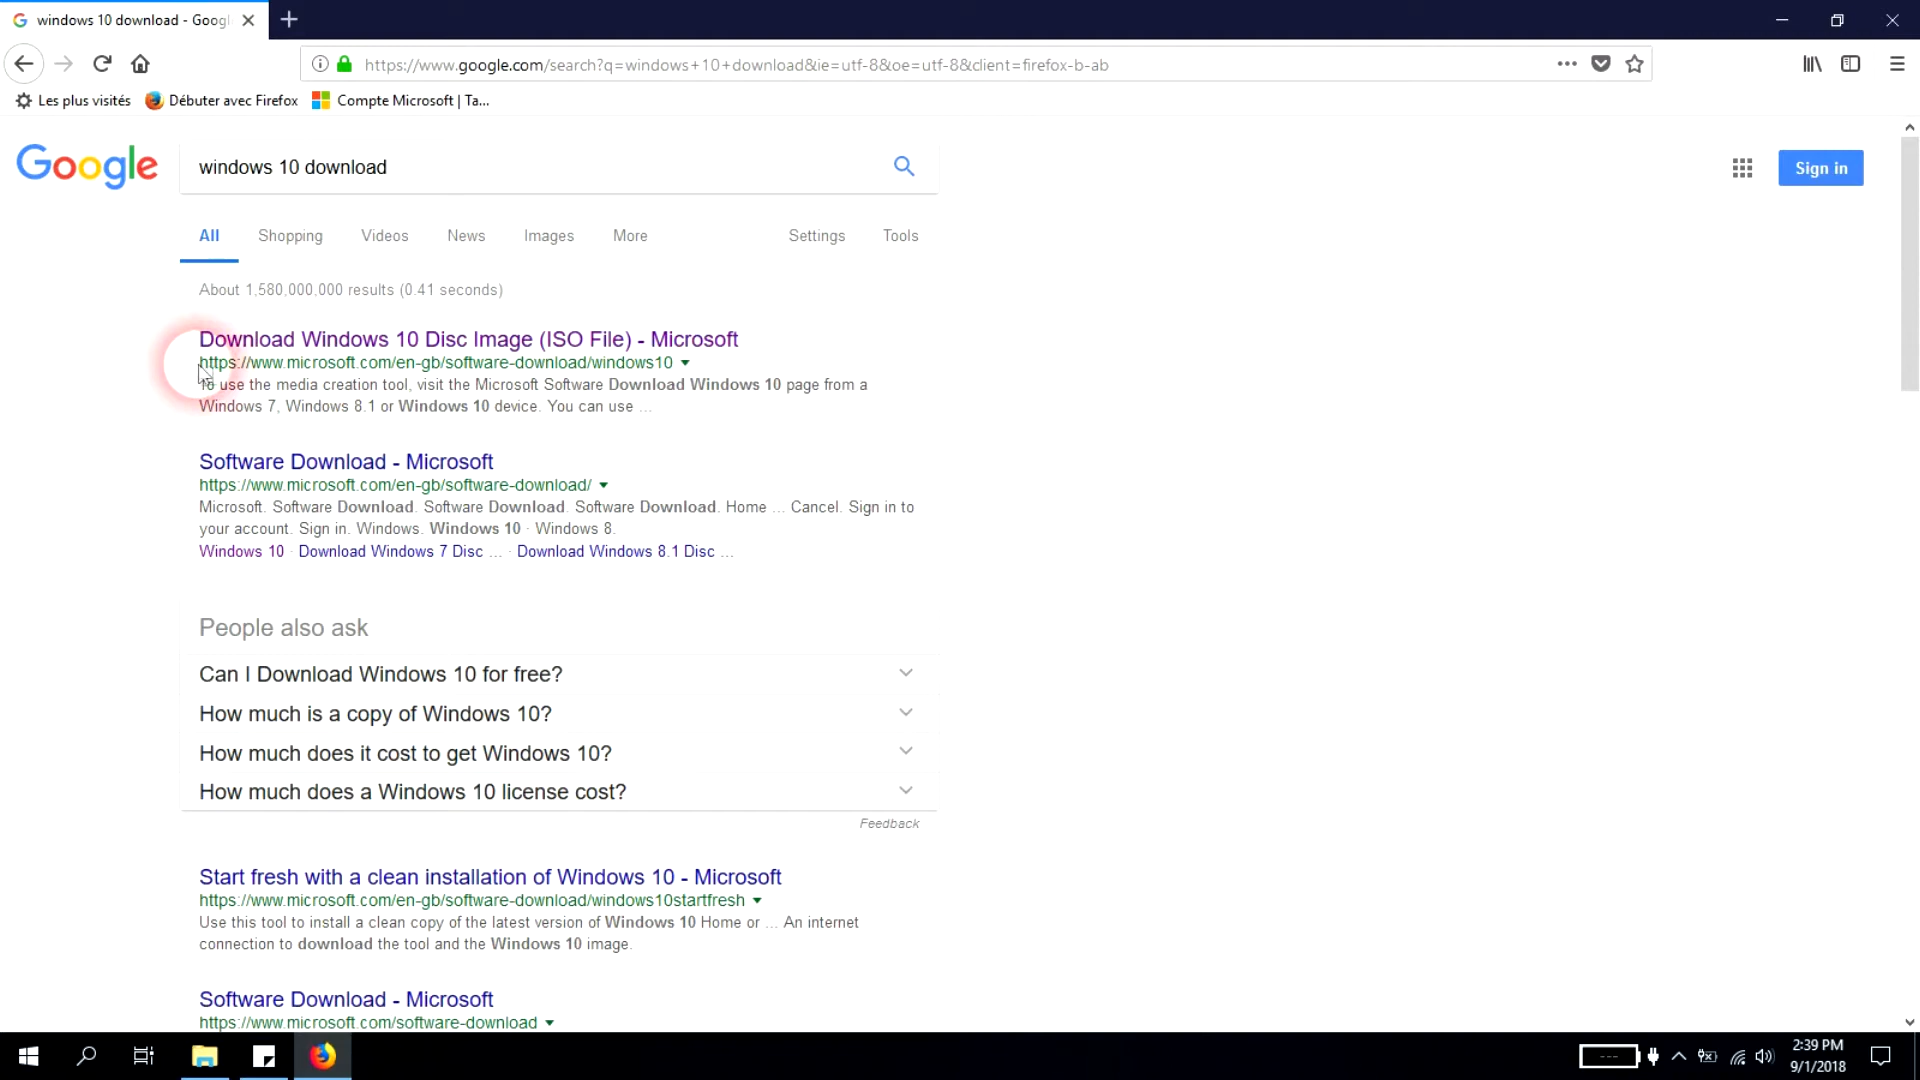 windows 10 download - Googl
https://www.google.com/search?q=windows+10+download&ie=utf-8&oe=utf-8&client=firefox-b-ab
Les plus visités Débuter avec Firefox Compte Microsoft | Ta...
Google windows 10 download Sign in
All Shopping Videos News Images More Settings Tools
About 1,580,000,000 results (0.41 seconds)
Download Windows 10 Disc Image (ISO File) - Microsoft
https://www.microsoft.com/en-gb/software-download/windows10
To use the media creation tool, visit the Microsoft Software Download Windows 10 page from a
Windows 7, Windows 8.1 or Windows 10 device. You can use ...
Software Download - Microsoft
https://www.microsoft.com/en-gb/software-download/
Microsoft. Software Download. Software Download. Software Download. Home ... Cancel. Sign in to
your account. Sign in. Windows. Windows 10 · Windows 8.
Windows 10 · Download Windows 7 Disc ... · Download Windows 8.1 Disc ...
People also ask
Can I Download Windows 10 for free?
How much is a copy of Windows 10?
How much does it cost to get Windows 10?
How much does a Windows 10 license cost?
Feedback
Start fresh with a clean installation of Windows 10 - Microsoft
https://www.microsoft.com/en-gb/software-download/windows10startfresh
Use this tool to install a clean copy of the latest version of Windows 10 Home or ... An internet
connection to download the tool and the Windows 10 image.
Software Download - Microsoft
https://www.microsoft.com/software-download
2:39 PM
9/1/2018